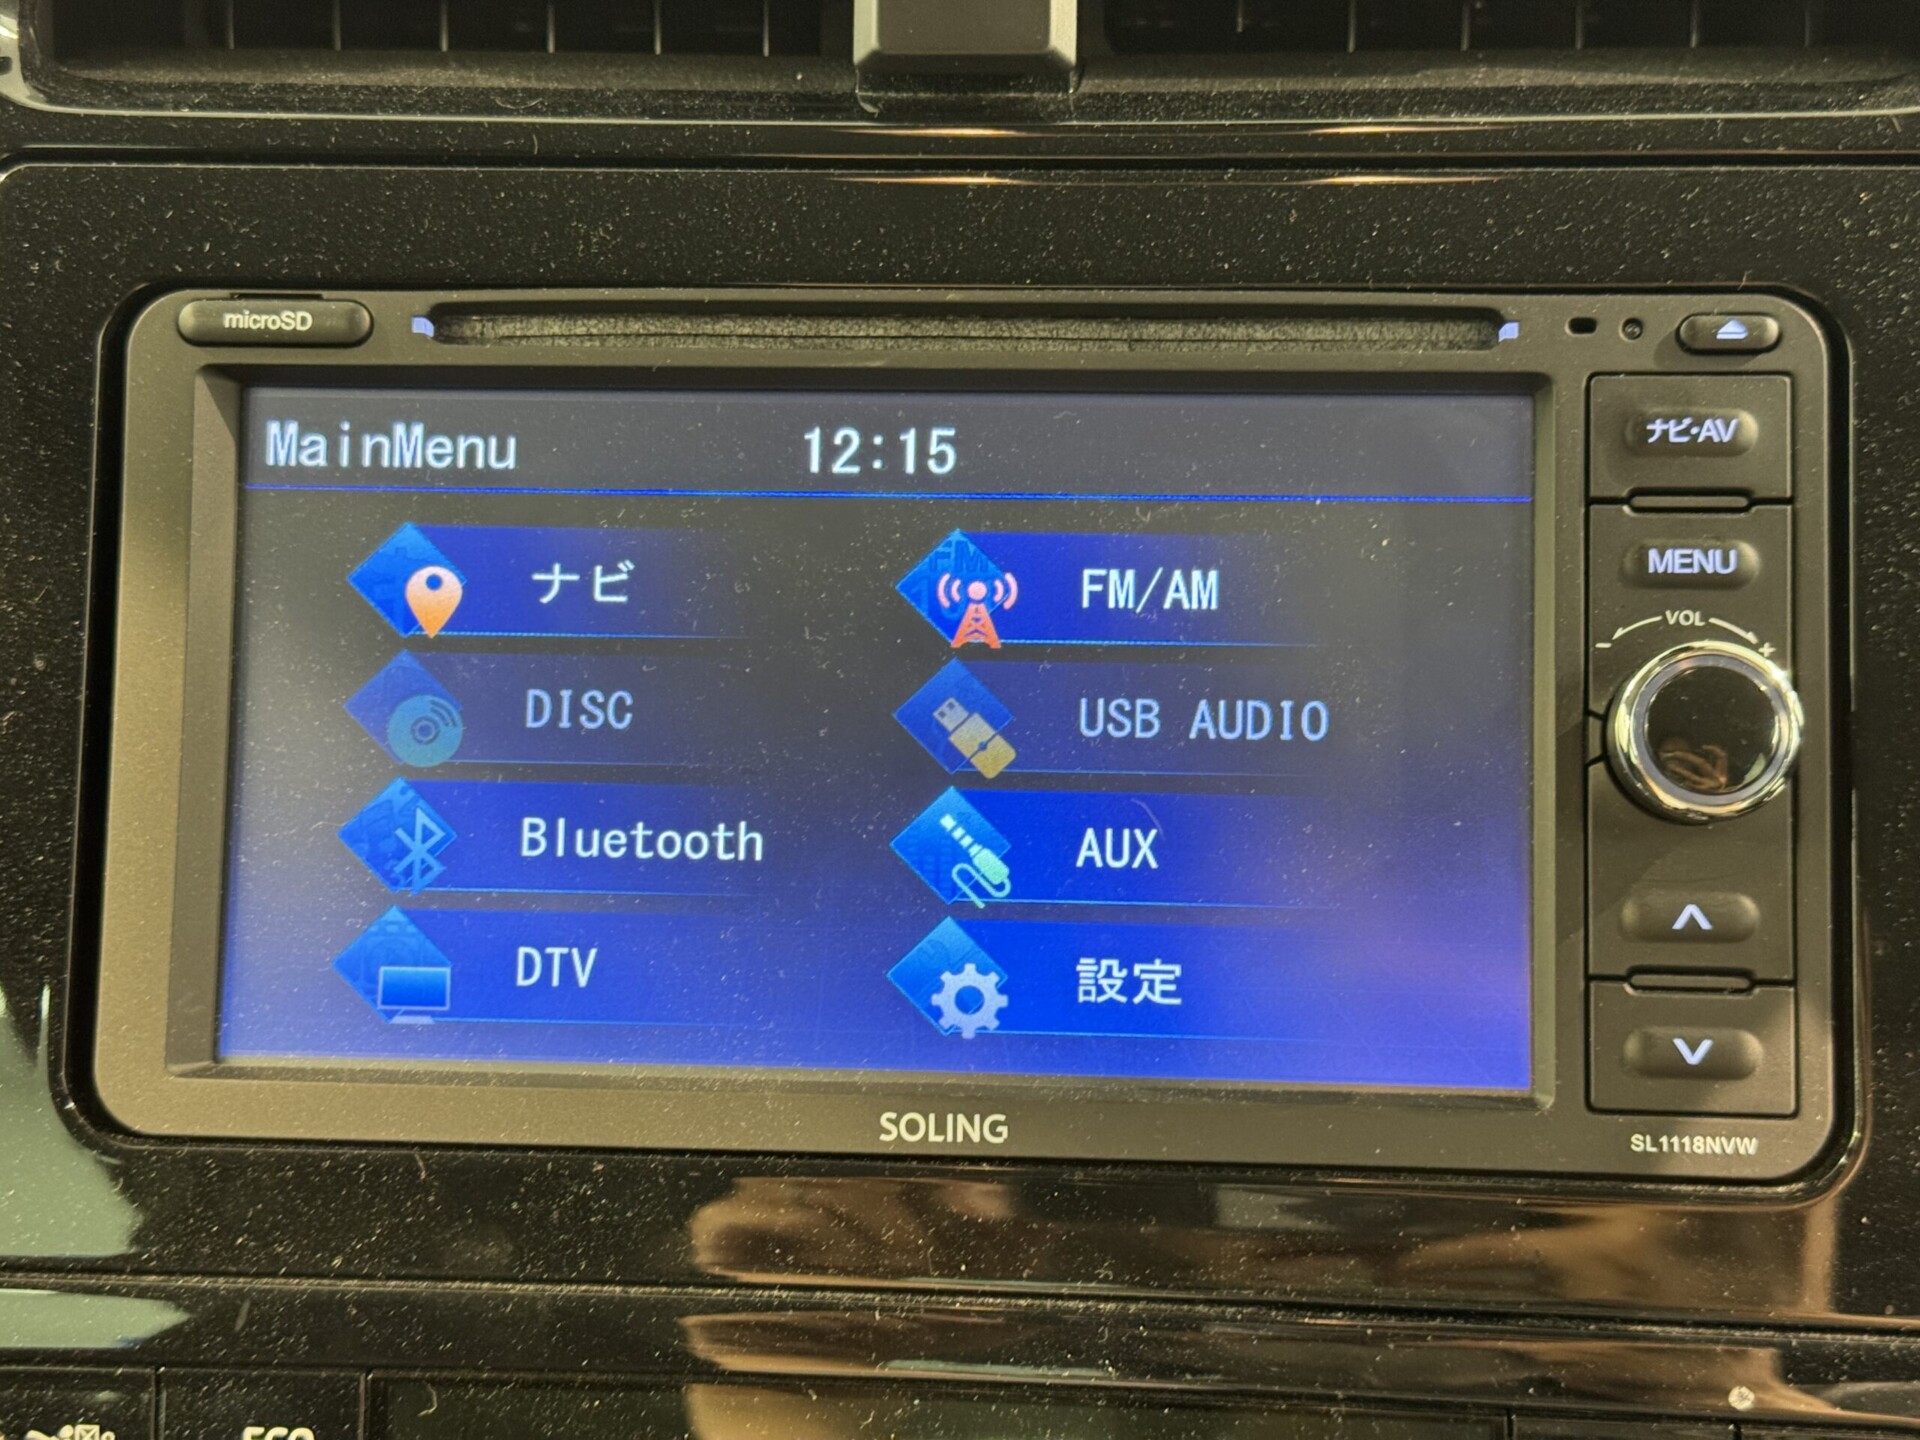 microSD
MainMenu 12:15
ナビ・AV
ナビ FM/AM
MENU
VOL
- +
DISC USB AUDIO
Bluetooth AUX
DTV 設定
SOLING
SL1118NVW
ECO